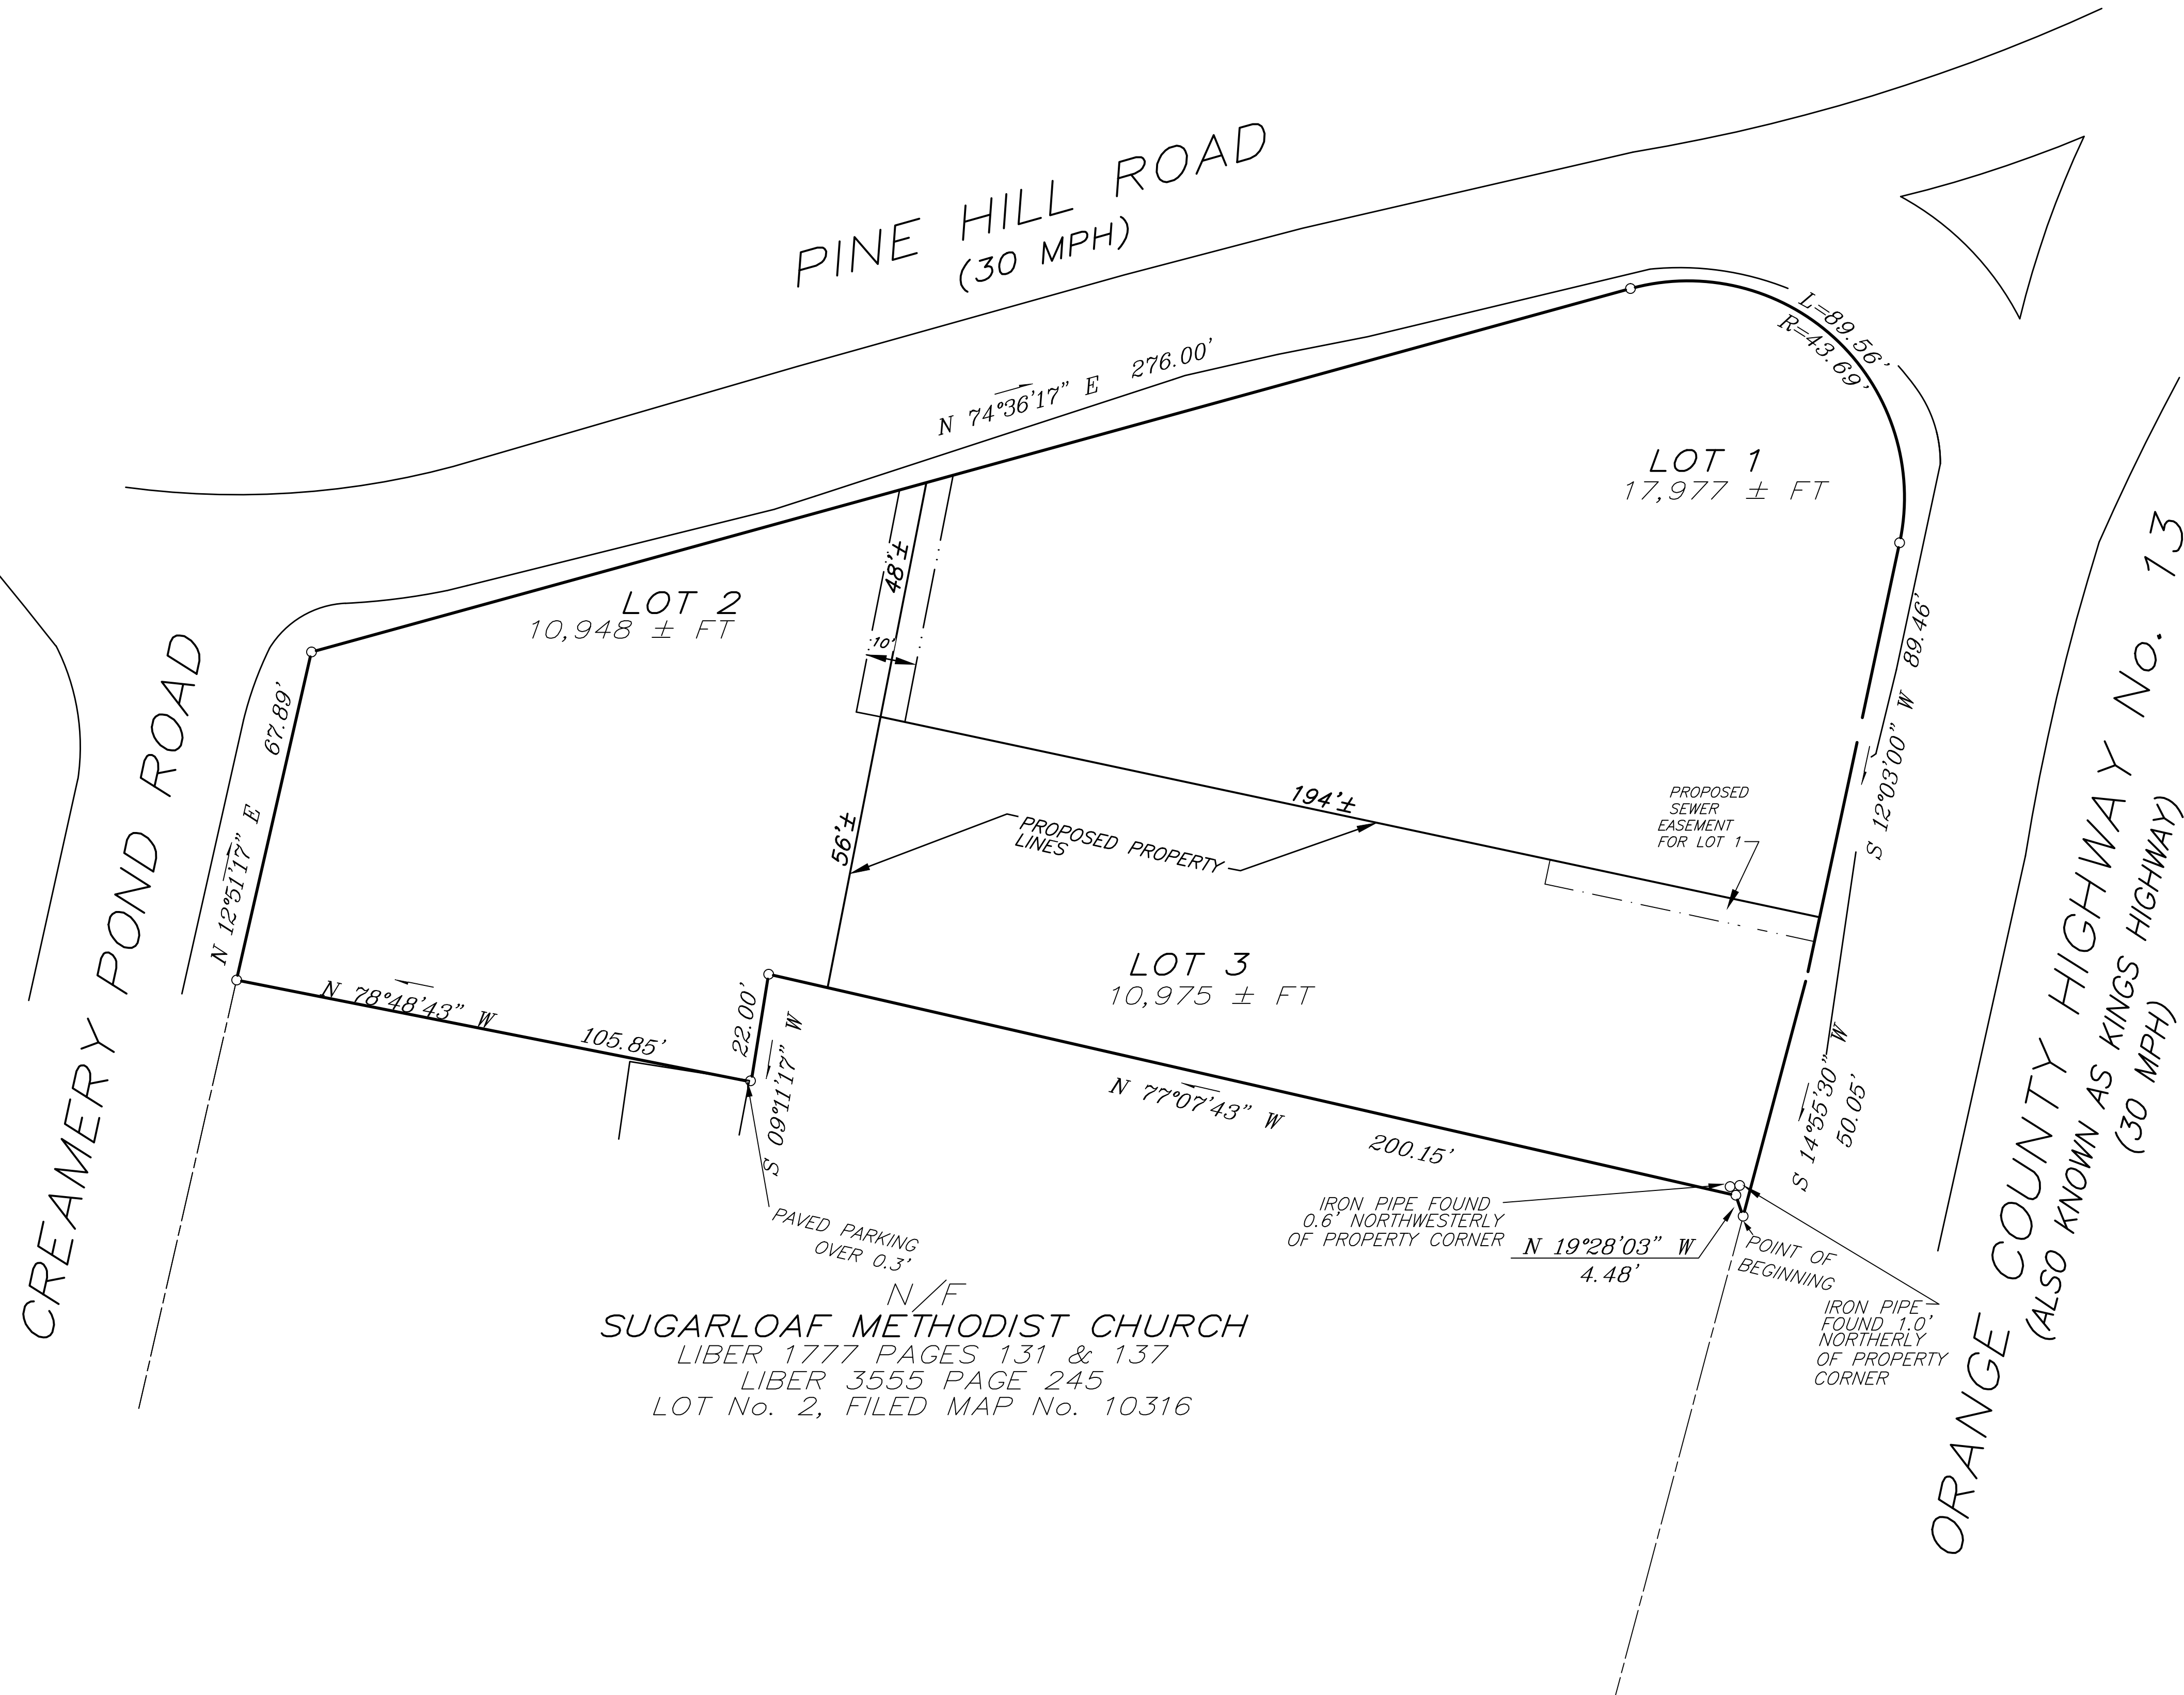 PINE HILL ROAD
(30 MPH)
N 74°36'17" E 276.00'
L=89.56'
R=43.69'
LOT 1
17,977 ± FT
LOT 2
10,948 ± FT
48'±
10'
CREAMERY POND ROAD
N 12°51'17" E 67.89'
S 12°03'00" W 89.46'
ORANGE COUNTY HIGHWAY No. 13
(ALSO KNOWN AS KINGS HIGHWAY)
(30 MPH)
194'±
56'±
PROPOSED PROPERTY
LINES
PROPOSED
SEWER
EASEMENT
FOR LOT 1
LOT 3
10,975 ± FT
N 78°48'43" W 105.85'
22.00'
S 09°11'17" W
N 77°07'43" W 200.15'
S 14°55'30" W
50.05'
PAVED PARKING
OVER 0.3'
IRON PIPE FOUND
0.6' NORTHWESTERLY
OF PROPERTY CORNER
N 19°28'03" W
4.48'
POINT OF
BEGINNING
IRON PIPE
FOUND 1.0'
NORTHERLY
OF PROPERTY
CORNER
N/F
SUGARLOAF METHODIST CHURCH
LIBER 1777 PAGES 131 & 137
LIBER 3555 PAGE 245
LOT No. 2, FILED MAP No. 10316